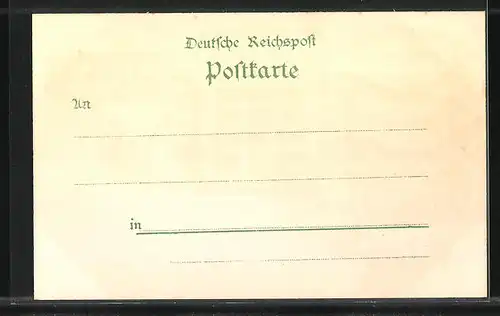 Deutsche Reichspost
Postkarte
An
in